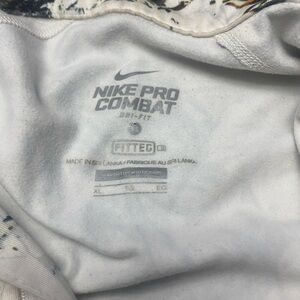 NIKE PRO
COMBAT
DRI-FIT
FITTED
MADE IN SRI LANKA / FABRIQUE AU SRI LANKA
XL